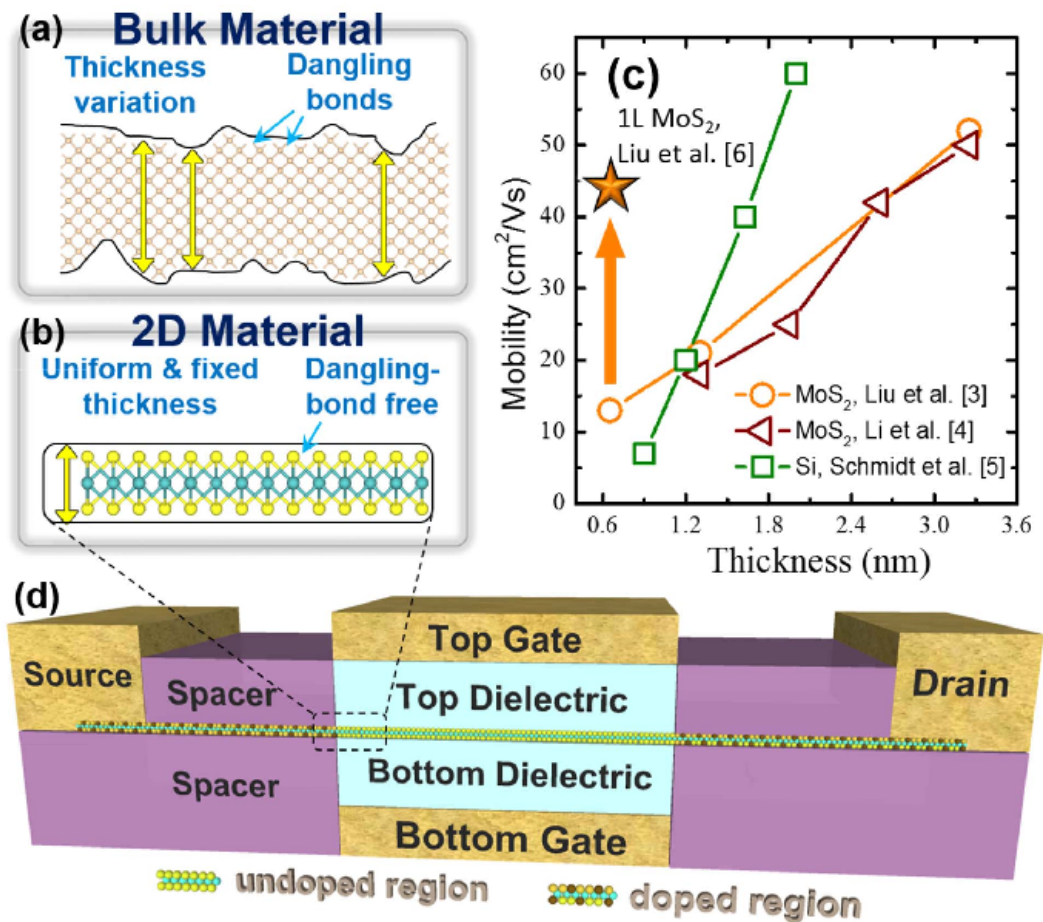 (a)
Bulk Material
Thickness
variation
Dangling
bonds
(b)
2D Material
Uniform & fixed
thickness
Dangling-
bond free
(c)
1L MoS₂,
Liu et al. [6]
Mobility (cm²/Vs)
60
50
40
30
20
10
0
MoS₂, Liu et al. [3]
MoS₂, Li et al. [4]
Si, Schmidt et al. [5]
0.6 1.2 1.8 2.4 3.0 3.6
Thickness (nm)
(d)
Source
Spacer
Top Gate
Top Dielectric
Drain
Spacer
Bottom Dielectric
Bottom Gate
undoped region
doped region